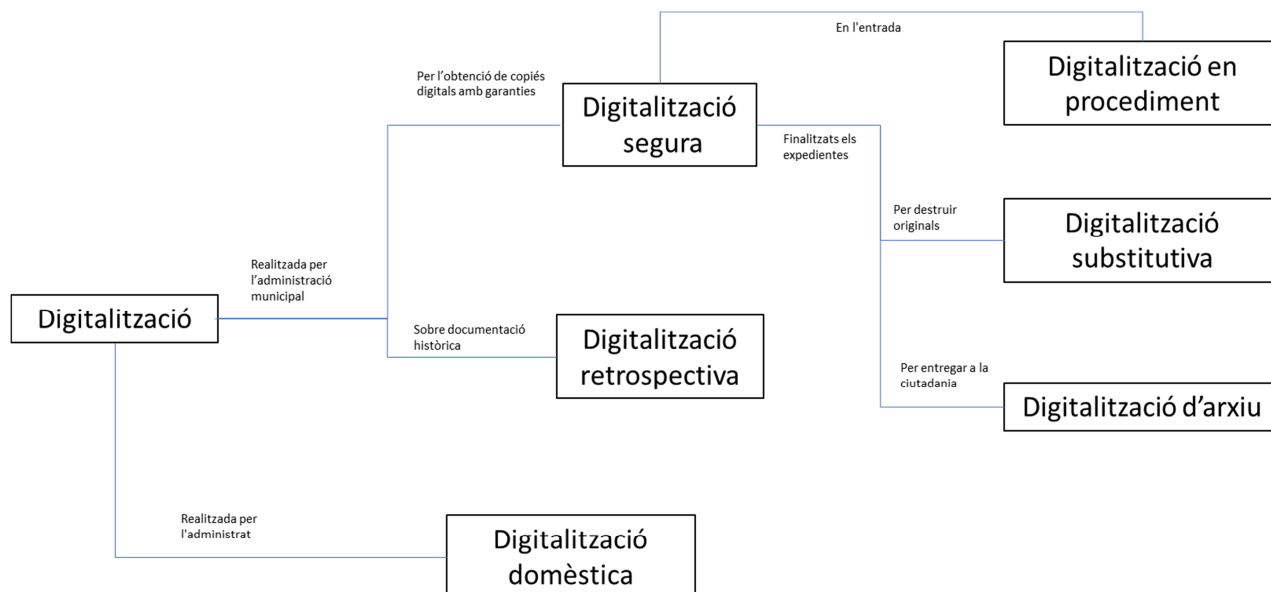 En l'entrada
Digitalització en
procediment
Per l'obtenció de copiés
digitals amb garanties
Digitalització
segura
Finalitzats els
expedientes
Per destruir
originals
Digitalització
substitutiva
Realitzada per
l'administració
municipal
Digitalització
Sobre documentació
històrica
Digitalització
retrospectiva
Per entregar a la
ciutadania
Digitalització d'arxiu
Realitzada per
l'administrat
Digitalització
domèstica